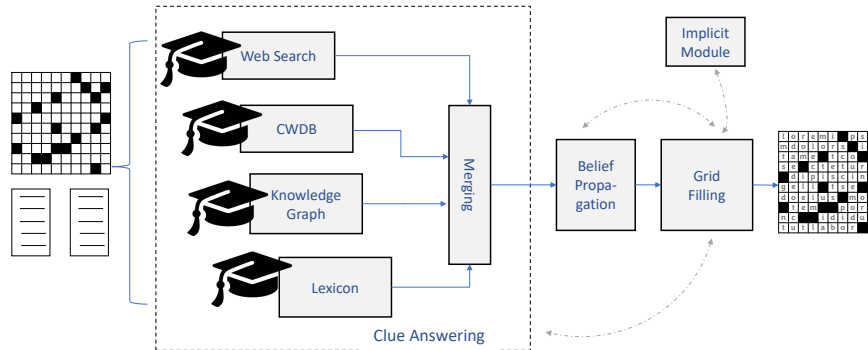 Web Search
CWDB
Knowledge
Graph
Lexicon
Merging
Clue Answering
Belief
Propa-
gation
Implicit
Module
Grid
Filling
l o r e m i p s
m d o l o r s i
t a m e t c o
s e c t e t u r
d i p i s c i n
g e l i t s e
d o e i u s m o
t e m p o r
n c i d i d u
t u t l a b o r